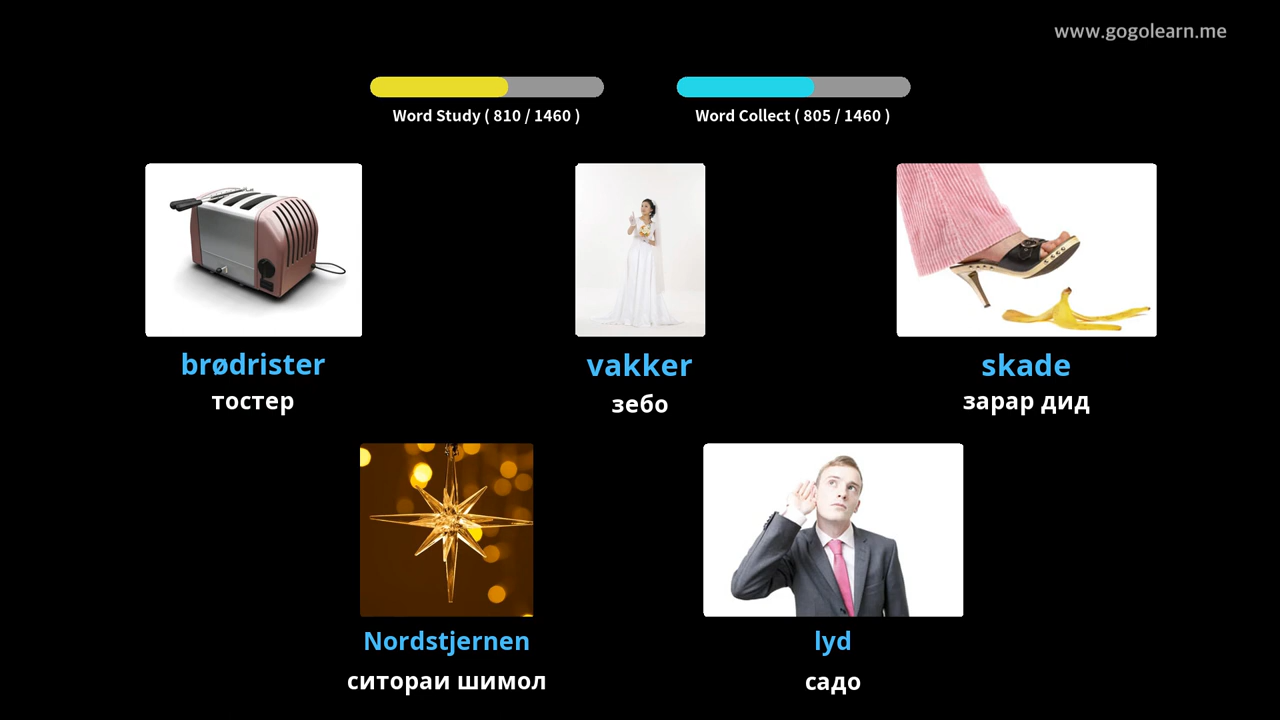 www.gogolearn.me
Word Study ( 810 / 1460 )
Word Collect ( 805 / 1460 )
brødrister
тостер
vakker
зебо
skade
зарар дид
Nordstjernen
ситораи шимол
lyd
садо